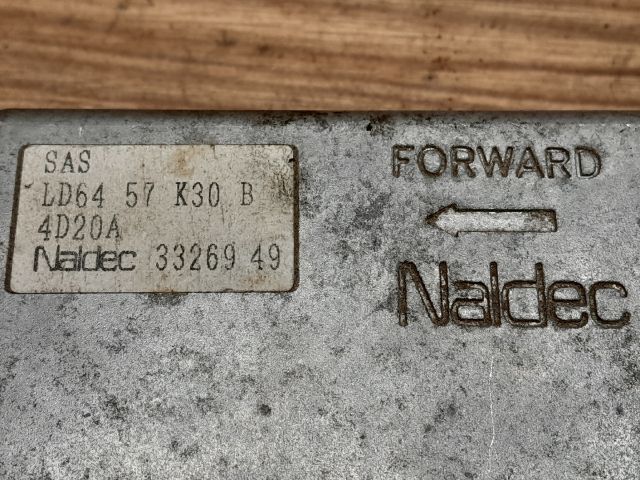 SAS
LD64 57 K30 B
4D20A
Naldec 33269 49
FORWARD
Naldec